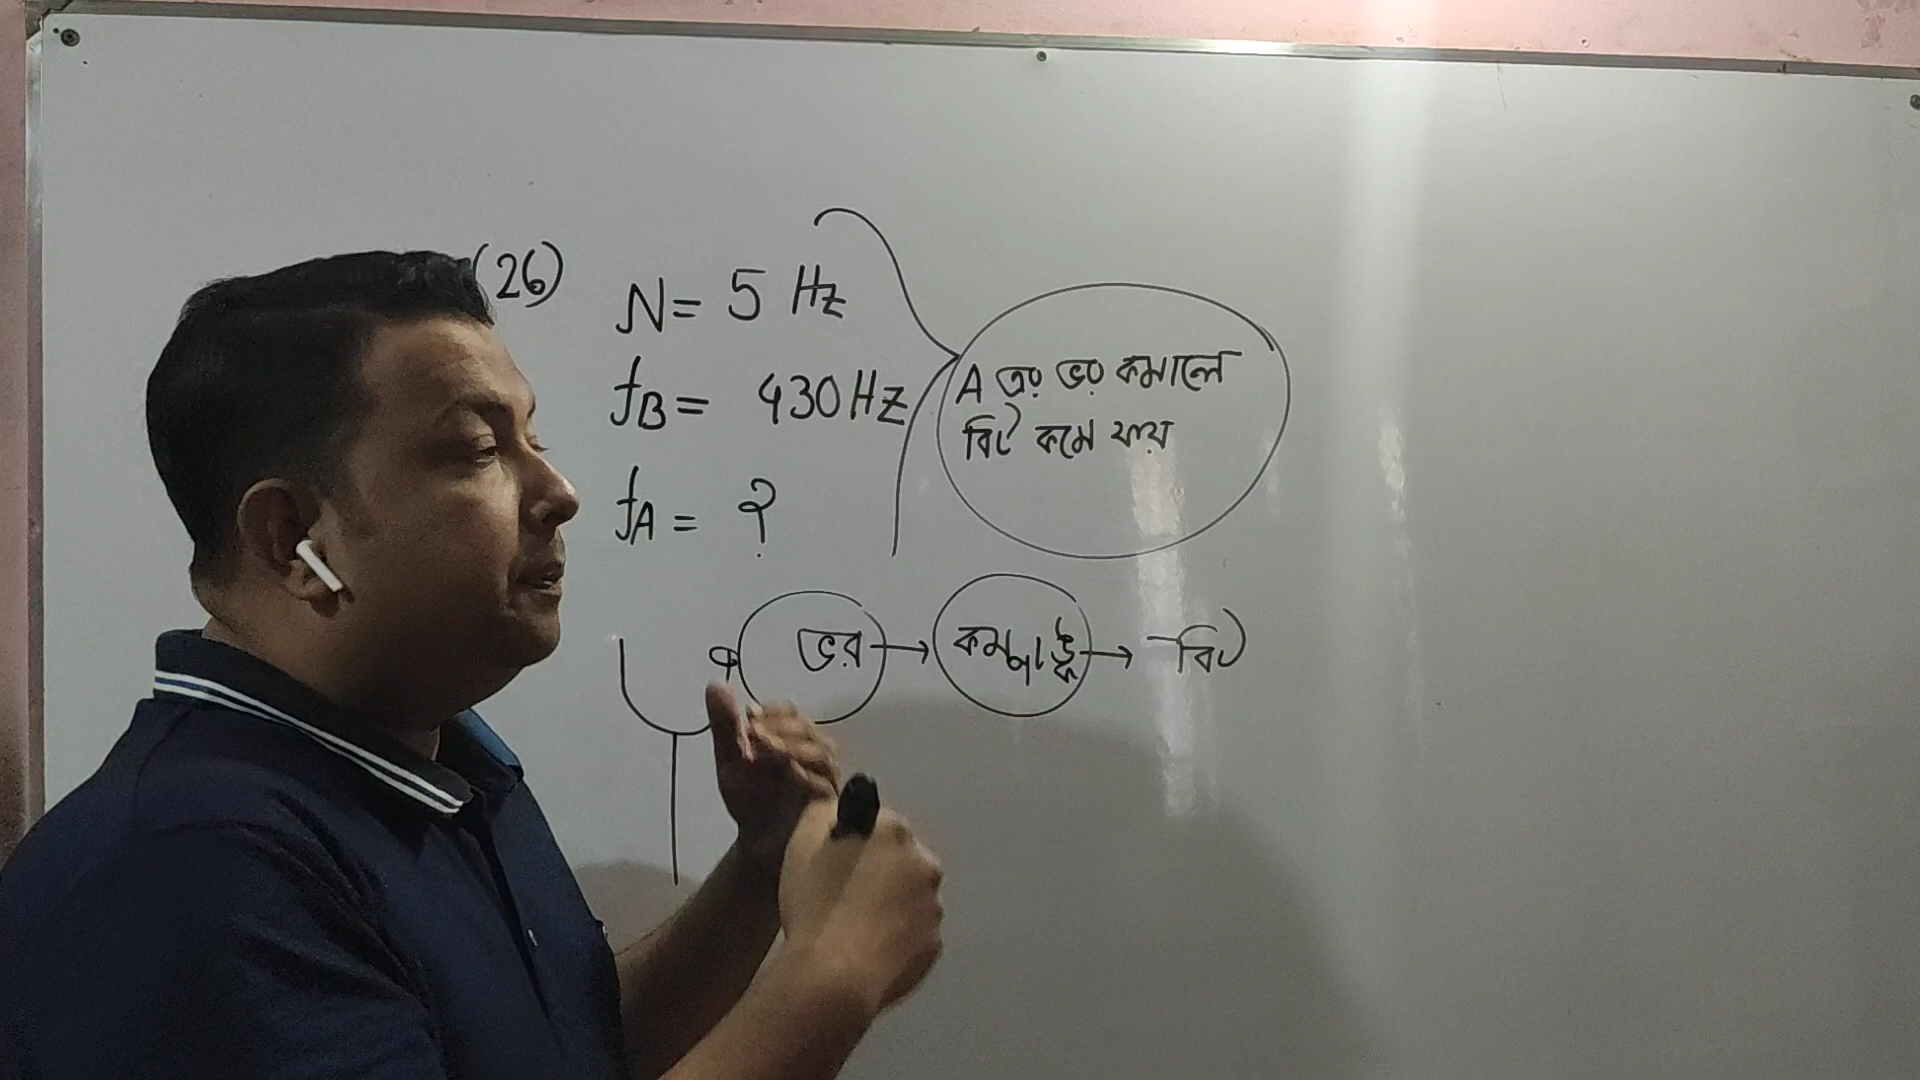 (26)
N = 5 Hz
fB = 430 Hz
fA = ?
A এর ভর কমালে
বিট কমে যায়
ভর → কম্পাঙ্ক → বিট